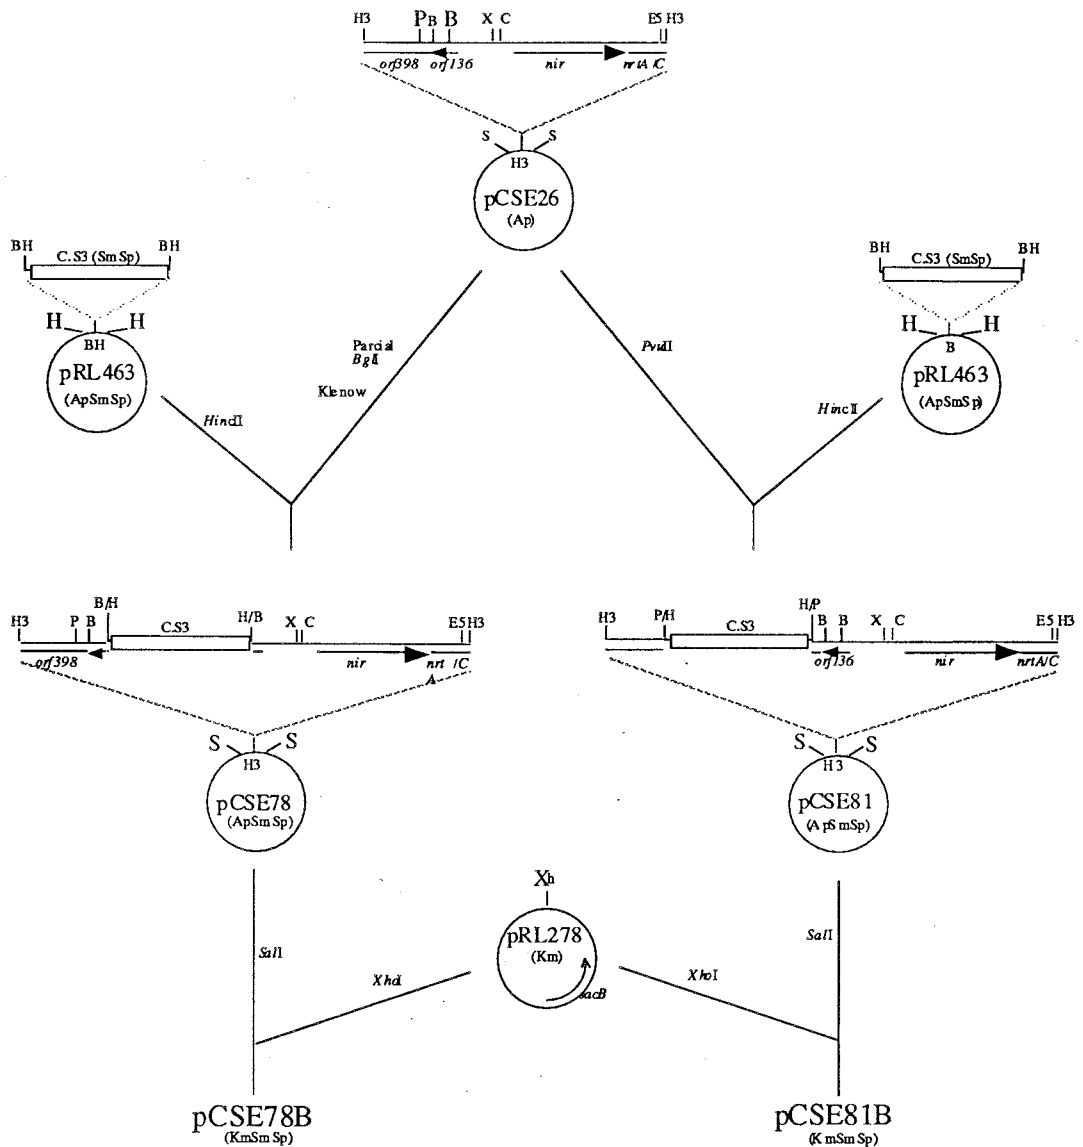 H3 P B B X C E5 H3
orf398 orf136 nir nrtA /C
S S
H3
pCSE26
(Ap)
BH C.S3 (SmSp) BH
H H
BH
pRL463
(ApSmSp)
BH C.S3 (SmSp) BH
H H
B
pRL463
(ApSmSp)
Parcial
BglII
Klenow
PvuII
HincII
HincII
H3 P B B/H C.S3 H/B X C E5 H3
orf398 nir nrt /C
A
S S
H3
pCSE78
(ApSmSp)
H3 P/H C.S3 H/P B B X C E5 H3
orf136 nir nrtA/C
S S
H3
pCSE81
(ApSmSp)
Xh
pRL278
(Km)
sacB
SalI
XhoI
XhoI
SalI
pCSE78B
(KmSmSp)
pCSE81B
(KmSmSp)